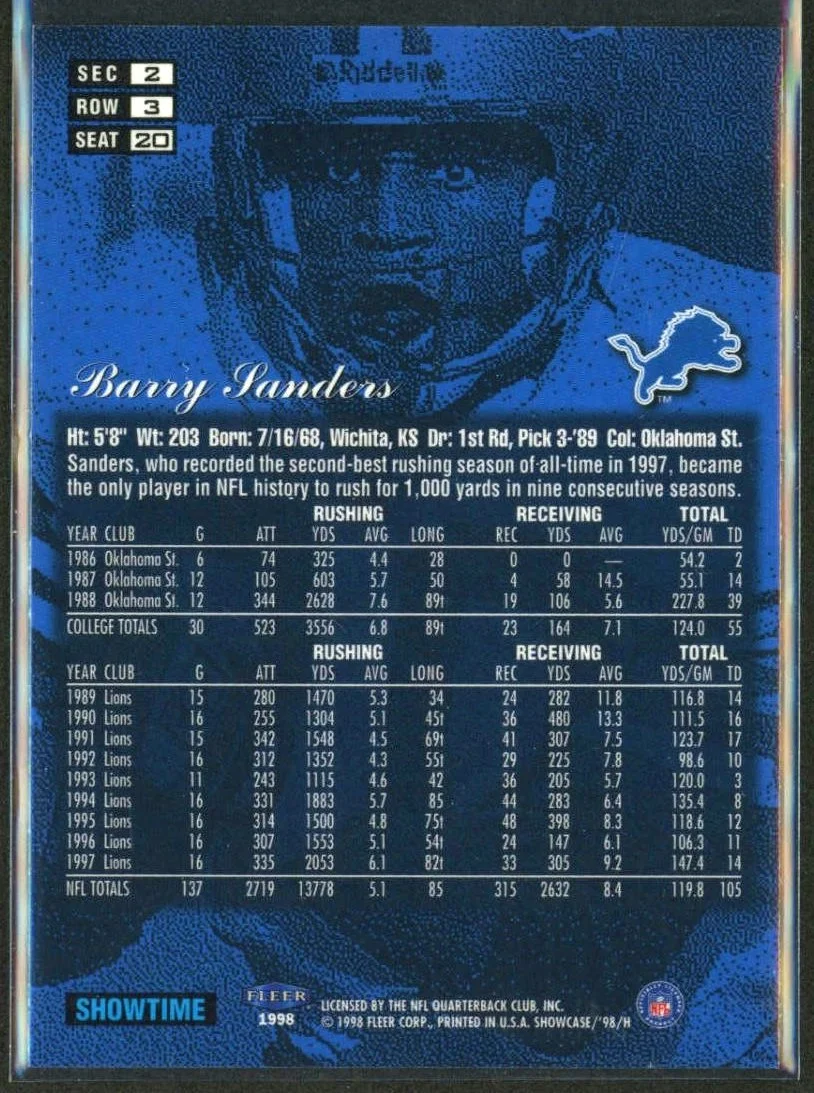 Riddell
SEC 2
ROW 3
SEAT 20
Barry Sanders
TM
Ht: 5'8" Wt: 203 Born: 7/16/68, Wichita, KS Dr: 1st Rd, Pick 3-'89 Col: Oklahoma St.
Sanders, who recorded the second-best rushing season of all-time in 1997, became
the only player in NFL history to rush for 1,000 yards in nine consecutive seasons.
RUSHING RECEIVING TOTAL
YEAR CLUB G ATT YDS AVG LONG REC YDS AVG YDS/GM TD
1986 Oklahoma St. 6 74 325 4.4 28 0 0 — 54.2 2
1987 Oklahoma St. 12 105 603 5.7 50 4 58 14.5 55.1 14
1988 Oklahoma St. 12 344 2628 7.6 89t 19 106 5.6 227.8 39
COLLEGE TOTALS 30 523 3556 6.8 89t 23 164 7.1 124.0 55
RUSHING RECEIVING TOTAL
YEAR CLUB G ATT YDS AVG LONG REC YDS AVG YDS/GM TD
1989 Lions 15 280 1470 5.3 34 24 282 11.8 116.8 14
1990 Lions 16 255 1304 5.1 45t 36 480 13.3 111.5 16
1991 Lions 15 342 1548 4.5 69t 41 307 7.5 123.7 17
1992 Lions 16 312 1352 4.3 55t 29 225 7.8 98.6 10
1993 Lions 11 243 1115 4.6 42 36 205 5.7 120.0 3
1994 Lions 16 331 1883 5.7 85 44 283 6.4 135.4 8
1995 Lions 16 314 1500 4.8 75t 48 398 8.3 118.6 12
1996 Lions 16 307 1553 5.1 54t 24 147 6.1 106.3 11
1997 Lions 16 335 2053 6.1 82t 33 305 9.2 147.4 14
NFL TOTALS 137 2719 13778 5.1 85 315 2632 8.4 119.8 105
SHOWTIME
FLEER
1998
LICENSED BY THE NFL QUARTERBACK CLUB, INC.
© 1998 FLEER CORP., PRINTED IN U.S.A. SHOWCASE/'98/H
NFL